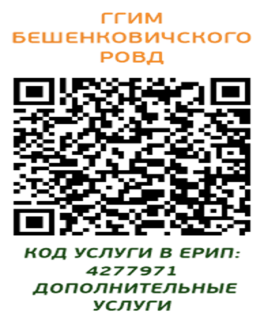 ГГИМ
БЕШЕНКОВИЧСКОГО
РОВД
КОД УСЛУГИ В ЕРИП:
4277971
ДОПОЛНИТЕЛЬНЫЕ
УСЛУГИ